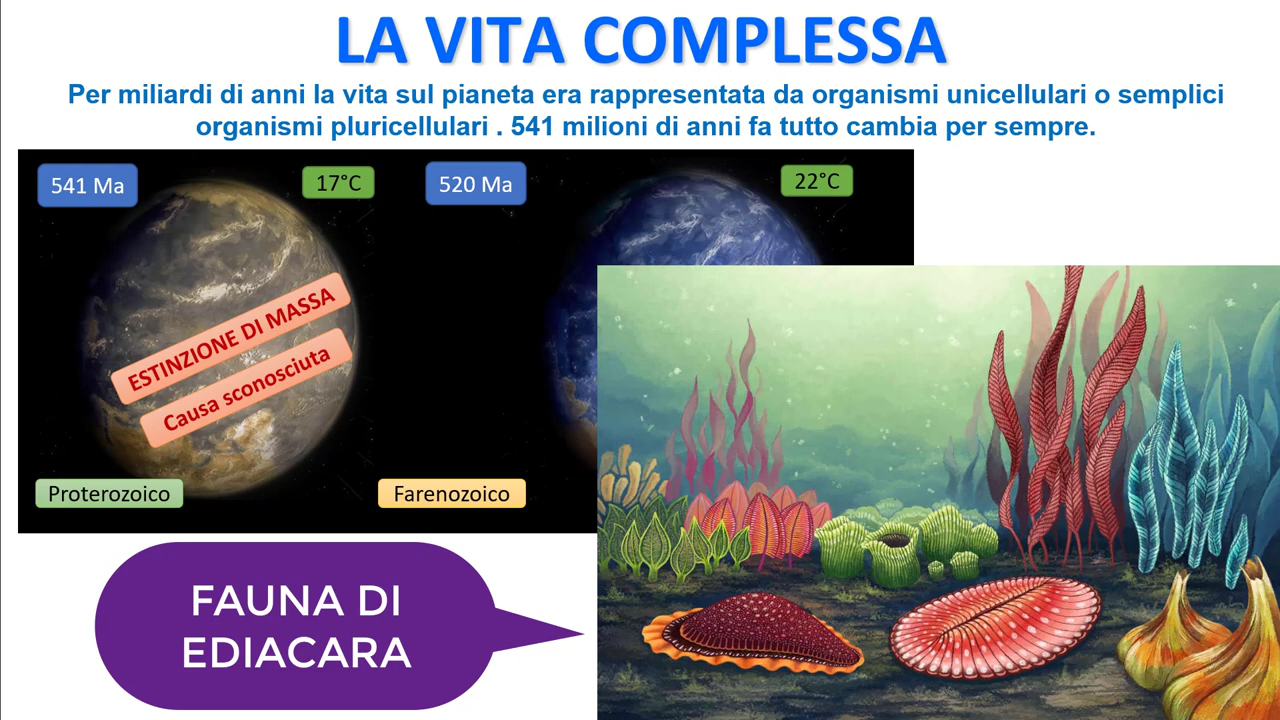 LA VITA COMPLESSA
Per miliardi di anni la vita sul pianeta era rappresentata da organismi unicellulari o semplici
organismi pluricellulari . 541 milioni di anni fa tutto cambia per sempre.
541 Ma
17°C
520 Ma
22°C
ESTINZIONE DI MASSA
Causa sconosciuta
Proterozoico
Farenozoico
FAUNA DI
EDIACARA